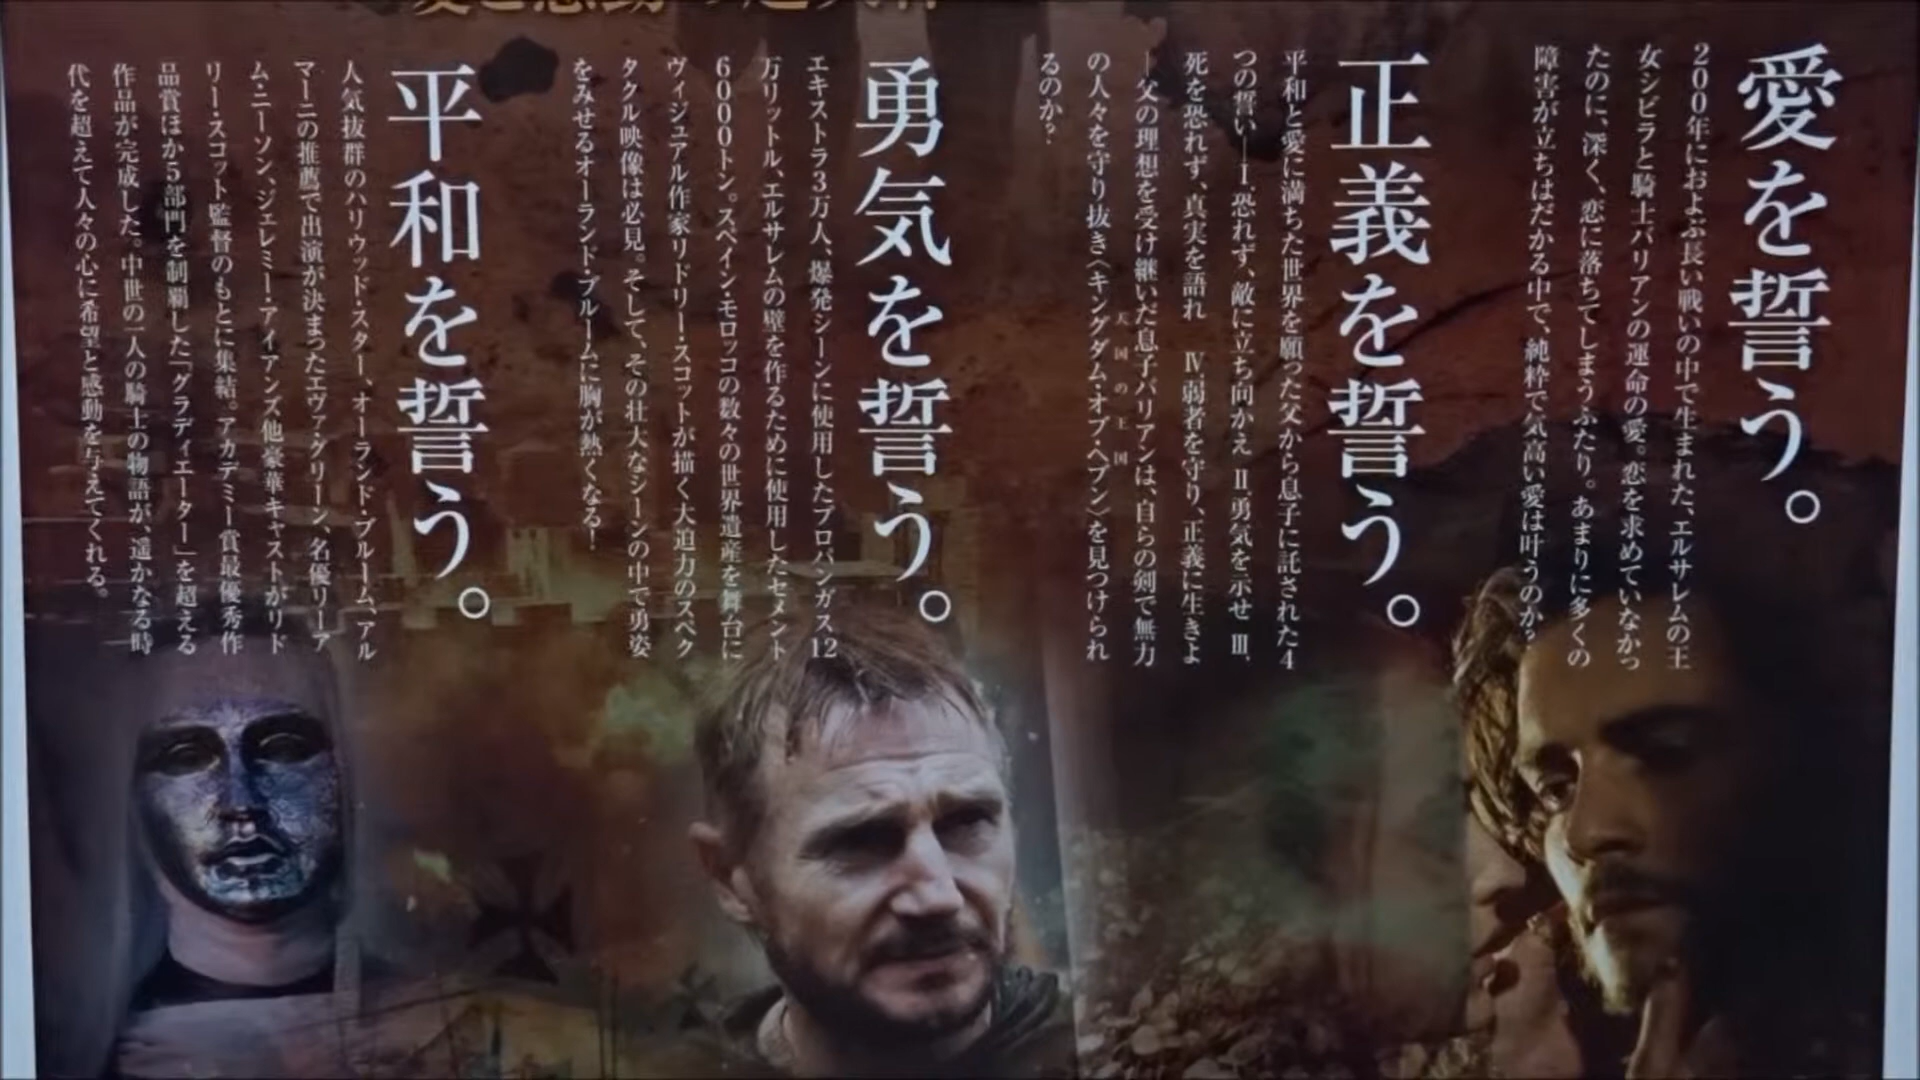 愛を誓う。
200年におよぶ長い戦いの中で生まれた、エルサレムの王
女シビラと騎士バリアンの運命の愛。恋を求めていなかっ
たのに、深く、恋に落ちてしまうふたり。あまりに多くの
障害が立ちはだかる中で、純粋で気高い愛は叶うのか？
正義を誓う。
平和と愛に満ちた世界を願った父から息子に託された4
つの誓い―Ⅰ.恐れず、敵に立ち向かえ Ⅱ.勇気を示せ Ⅲ.
死を恐れず、真実を語れ Ⅳ.弱者を守り、正義に生きよ
―父の理想を受け継いだ息子バリアンは、自らの剣で無力
天国の王国
の人々を守り抜き〈キングダム・オブ・ヘブン〉を見つけられ
るのか？
勇気を誓う。
エキストラ3万人、爆発シーンに使用したプロパンガス12
万リットル、エルサレムの壁を作るために使用したセメント
6000トン。スペイン・モロッコの数々の世界遺産を舞台に
ヴィジュアル作家リドリー・スコットが描く大迫力のスペク
タクル映像は必見。そして、その壮大なシーンの中で勇姿
をみせるオーランド・ブルームに胸が熱くなる！
平和を誓う。
人気抜群のハリウッド・スター、オーランド・ブルーム、アル
マーニの推薦で出演が決まったエヴァ・グリーン、名優リーア
ム・ニーソン、ジェレミー・アイアンズ他豪華キャストがリド
リー・スコット監督のもとに集結。アカデミー賞最優秀作
品賞ほか5部門を制覇した「グラディエーター」を超える
作品が完成した。中世の一人の騎士の物語が、遥かなる時
代を超えて人々の心に希望と感動を与えてくれる。